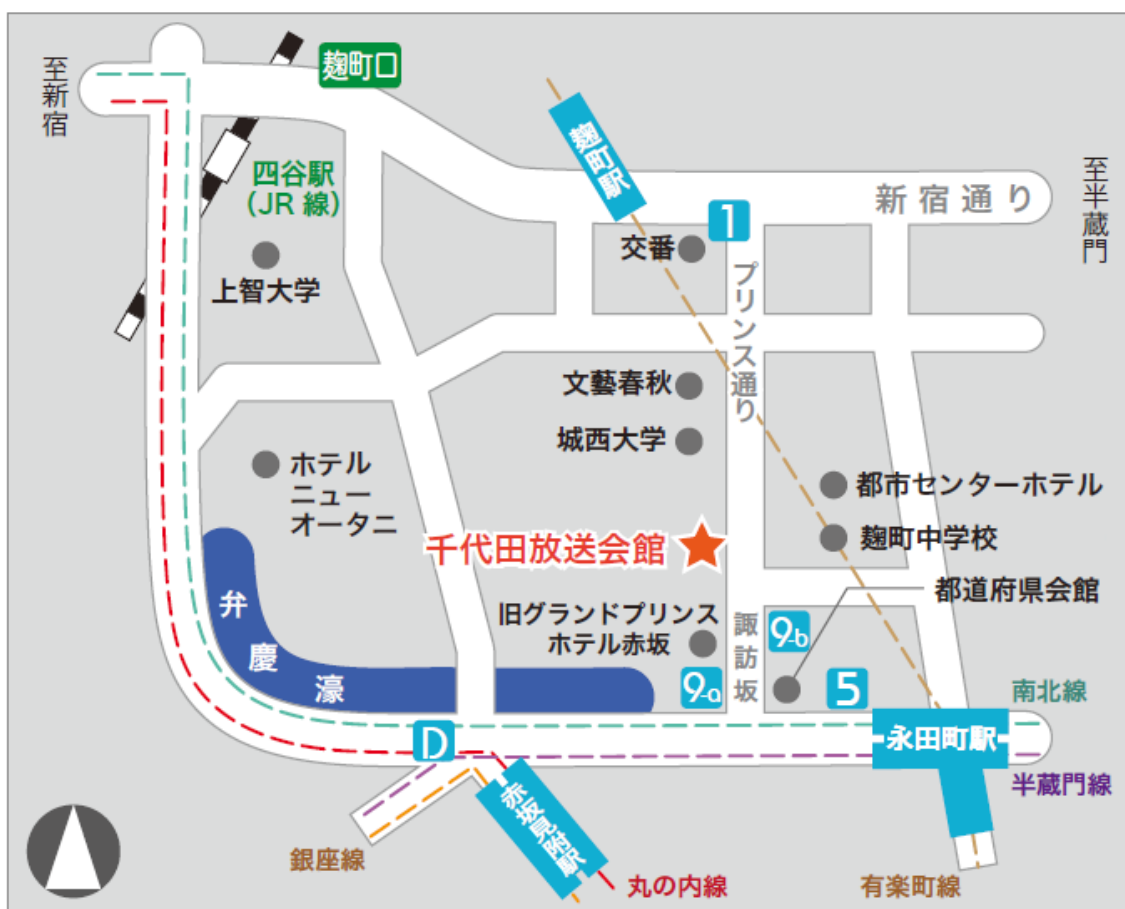 至新宿
麹町口
麹町駅
四谷駅
（JR 線）
新宿通り
至半蔵門
1
交番
上智大学
プリンス通り
文藝春秋
城西大学
ホテル
ニュー
オータニ
都市センターホテル
千代田放送会館
麹町中学校
都道府県会館
弁慶濠
旧グランドプリンス
ホテル赤坂
諏訪坂
9-b
9-a
5
南北線
D
永田町駅
半蔵門線
赤坂見附駅
銀座線
丸の内線
有楽町線